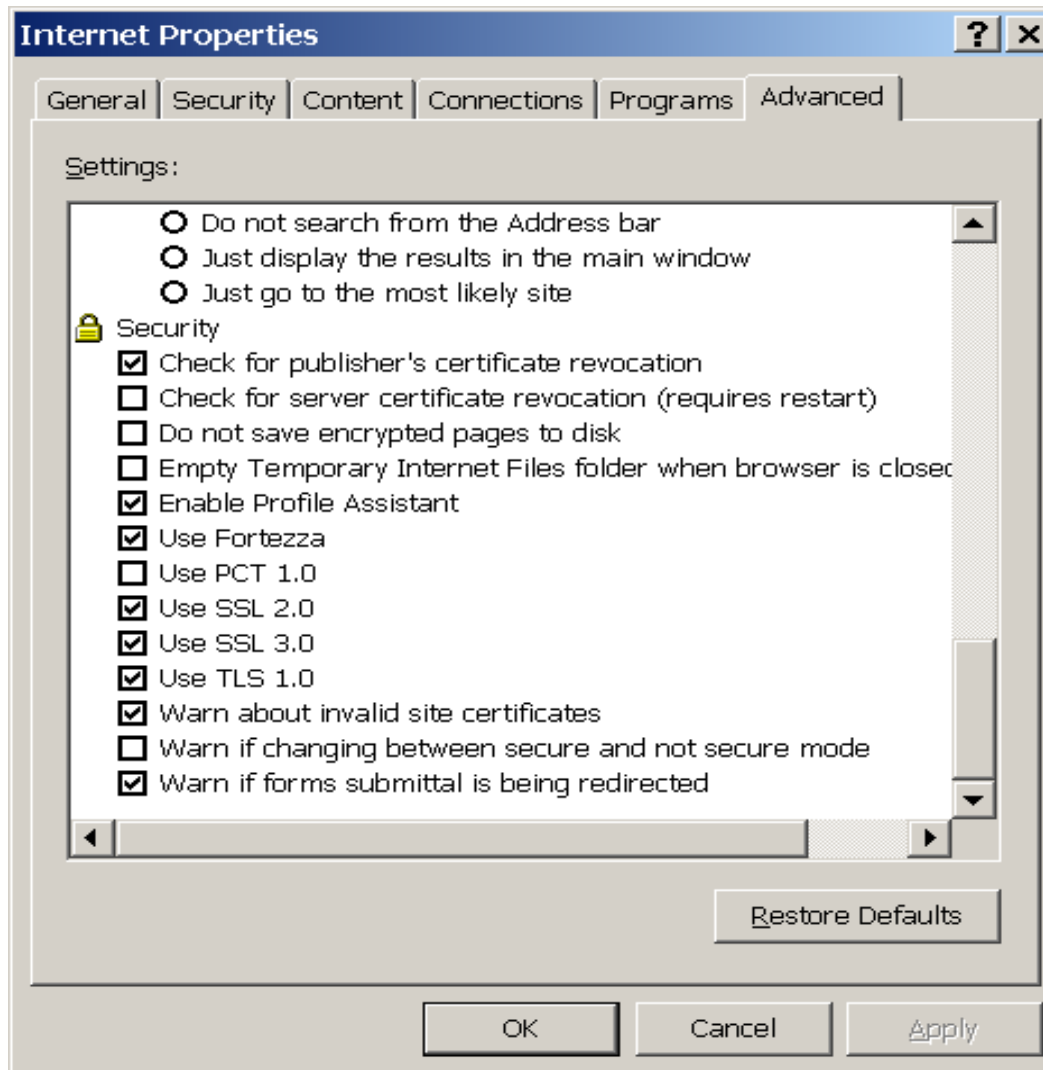 Internet Properties
General Security Content Connections Programs Advanced
Settings:
Do not search from the Address bar
Just display the results in the main window
Just go to the most likely site
Security
Check for publisher's certificate revocation
Check for server certificate revocation (requires restart)
Do not save encrypted pages to disk
Empty Temporary Internet Files folder when browser is closed
Enable Profile Assistant
Use Fortezza
Use PCT 1.0
Use SSL 2.0
Use SSL 3.0
Use TLS 1.0
Warn about invalid site certificates
Warn if changing between secure and not secure mode
Warn if forms submittal is being redirected
Restore Defaults
OK Cancel Apply